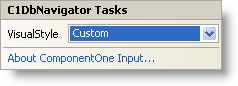 C1DbNavigator Tasks
VisualStyle Custom
About ComponentOne Input...